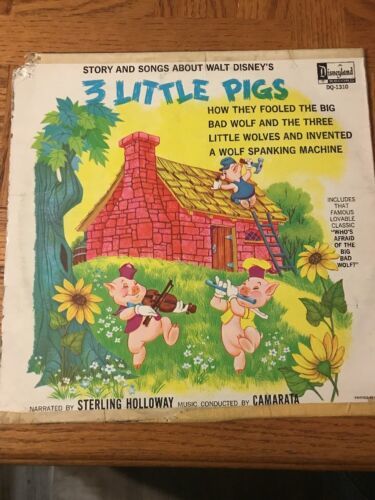 STORY AND SONGS ABOUT WALT DISNEY'S
3 LITTLE PIGS
Disneyland
DQ-1310
HOW THEY FOOLED THE BIG
BAD WOLF AND THE THREE
LITTLE WOLVES AND INVENTED
A WOLF SPANKING MACHINE
INCLUDES
THAT
FAMOUS
LOVABLE
CLASSIC
"WHO'S
AFRAID
OF THE
BIG
BAD
WOLF?"
NARRATED BY STERLING HOLLOWAY MUSIC CONDUCTED BY CAMARATA